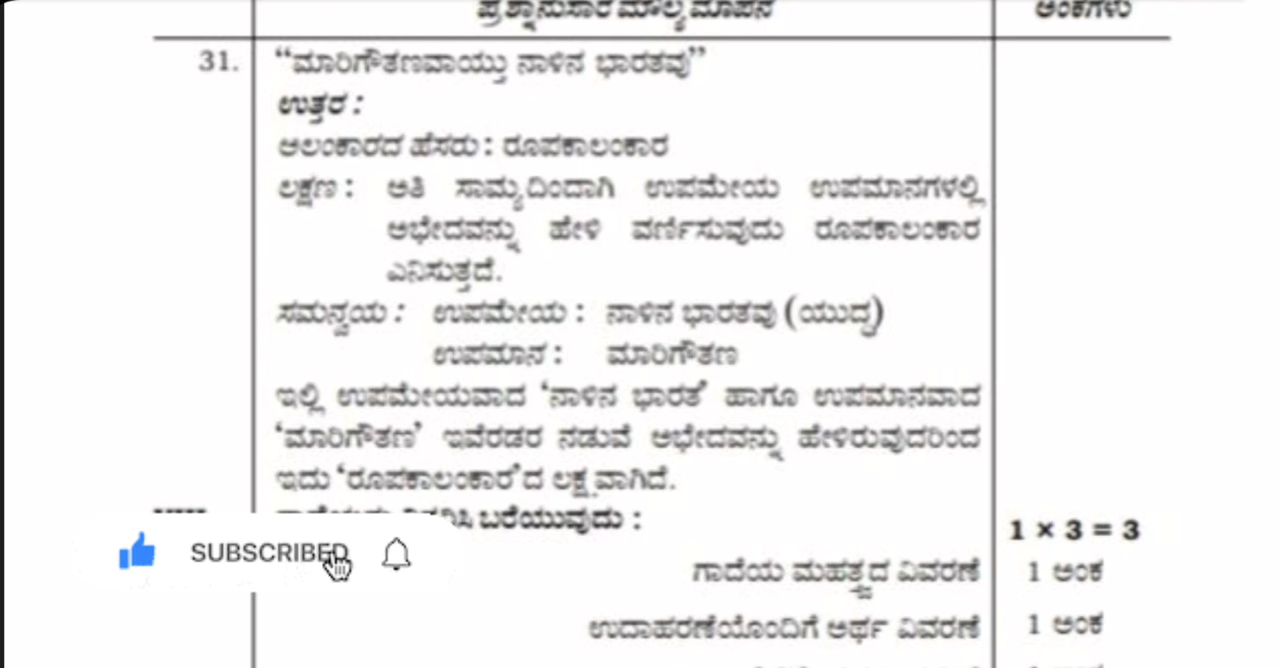 ಪ್ರಶ್ನಾನುಸಾರ ಮೌಲ್ಯಮಾಪನ ಅಂಕಗಳು
31. “ಮಾರಿಗೌತಣವಾಯ್ತು ನಾಳಿನ ಭಾರತವು”
ಉತ್ತರ :
ಅಲಂಕಾರದ ಹೆಸರು : ರೂಪಕಾಲಂಕಾರ
ಲಕ್ಷಣ : ಅತಿ ಸಾಮ್ಯದಿಂದಾಗಿ ಉಪಮೇಯ ಉಪಮಾನಗಳಲ್ಲಿ
ಅಭೇದವನ್ನು ಹೇಳಿ ವರ್ಣಿಸುವುದು ರೂಪಕಾಲಂಕಾರ
ಎನಿಸುತ್ತದೆ.
ಸಮನ್ವಯ : ಉಪಮೇಯ : ನಾಳಿನ ಭಾರತವು (ಯುದ್ಧ)
ಉಪಮಾನ : ಮಾರಿಗೌತಣ
ಇಲ್ಲಿ ಉಪಮೇಯವಾದ ‘ನಾಳಿನ ಭಾರತ’ ಹಾಗೂ ಉಪಮಾನವಾದ
‘ಮಾರಿಗೌತಣ’ ಇವೆರಡರ ನಡುವೆ ಅಭೇದವನ್ನು ಹೇಳಿರುವುದರಿಂದ
ಇದು ‘ರೂಪಕಾಲಂಕಾರ’ದ ಲಕ್ಷ್ಯವಾಗಿದೆ.
ಬರೆಯುವುದು :
1 × 3 = 3
SUBSCRIBED
ಗಾದೆಯ ಮಹತ್ವದ ವಿವರಣೆ 1 ಅಂಕ
ಉದಾಹರಣೆಯೊಂದಿಗೆ ಅರ್ಥ ವಿವರಣೆ 1 ಅಂಕ